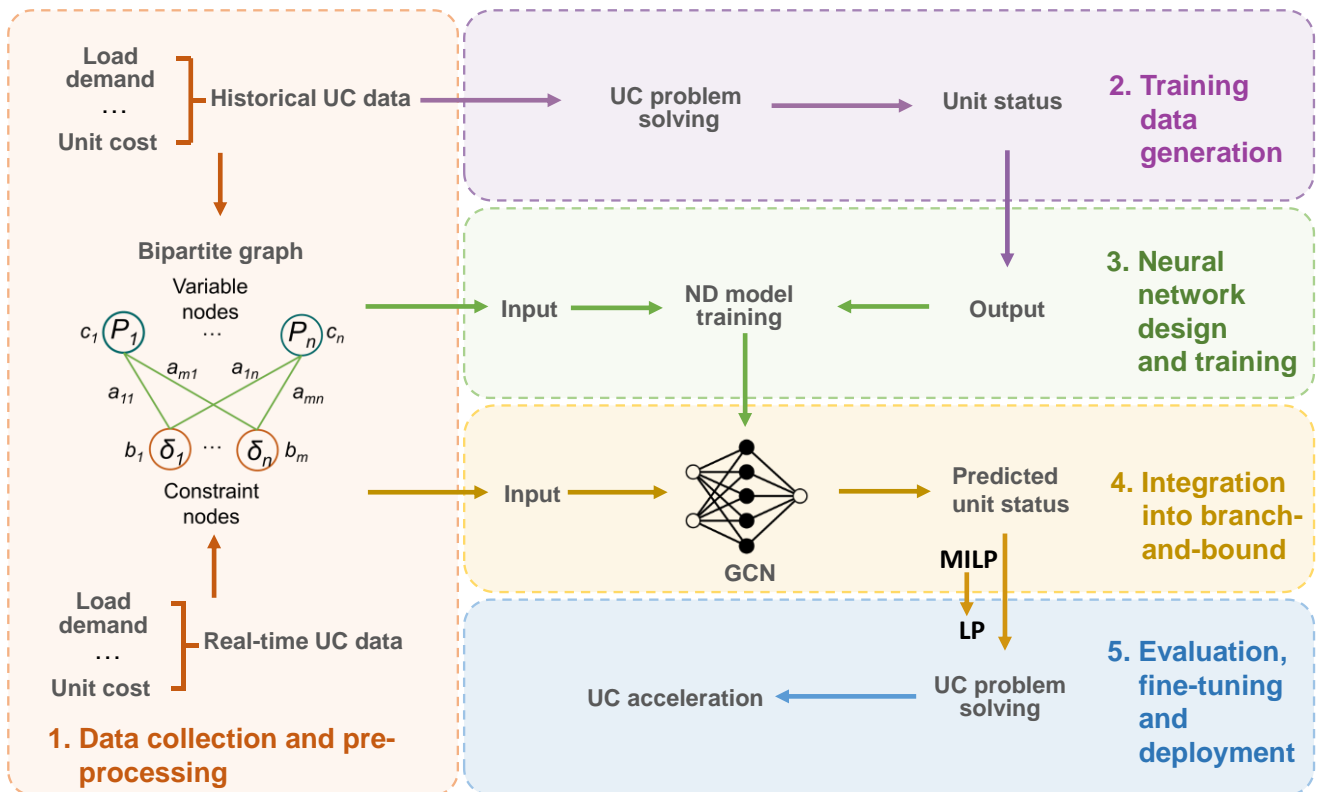 Load
demand
...
Unit cost
Historical UC data
Bipartite graph
Variable
nodes
c1
P1
...
Pn
cn
a11
am1
a1n
amn
b1
δ1
...
δn
bm
Constraint
nodes
Load
demand
...
Unit cost
Real-time UC data
1. Data collection and pre-
processing
UC problem
solving
Unit status
2. Training
data
generation
Input
ND model
training
Output
3. Neural
network
design
and training
Input
GCN
Predicted
unit status
MILP
4. Integration
into branch-
and-bound
LP
UC problem
solving
UC acceleration
5. Evaluation,
fine-tuning
and
deployment